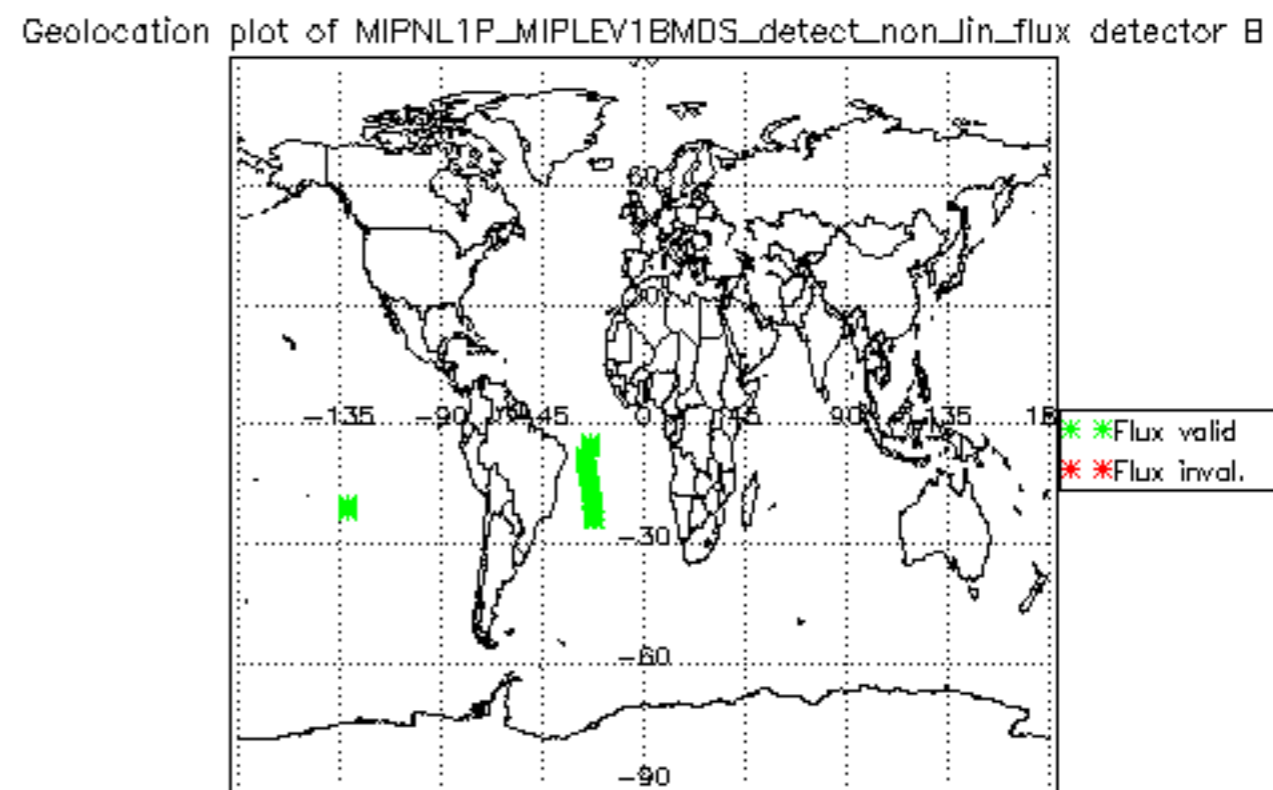 Geolocation plot of MIPNL1P_MIPLEV1BMDS_detect_non_lin_flux detector B
60
-135 -90 45 0 45 90 135
-30
-60
-90
Flux valid
Flux inval.